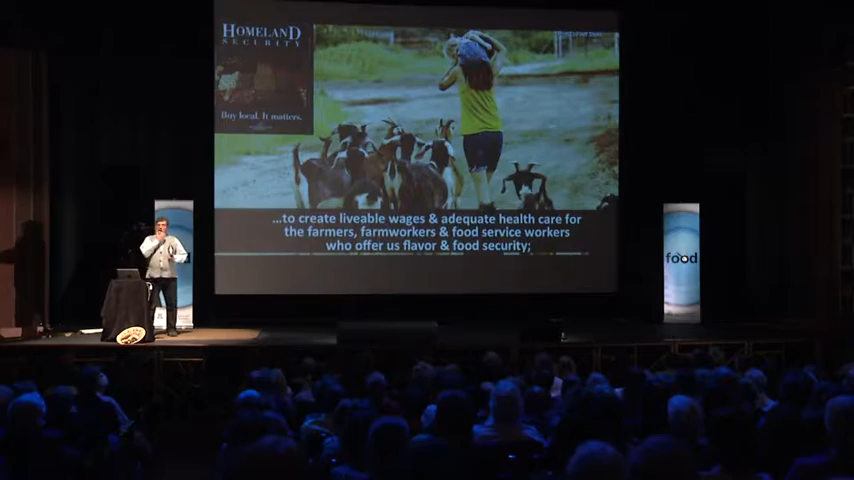 HOMELAND
SECURITY
Buy local. It matters.
...to create liveable wages & adequate health care for
the farmers, farmworkers & food service workers
who offer us flavor & food security;
food